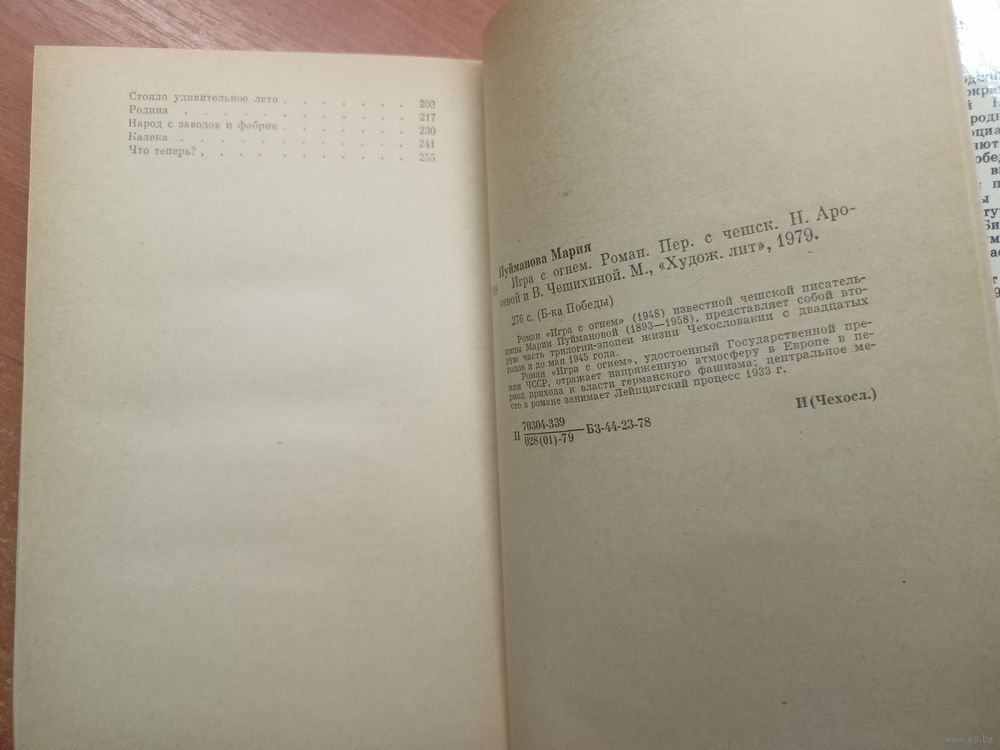 Стояло удивительное лето . . . . . . . 203
Родина . . . . . . . . . . . 217
Народ с заводов и фабрик . . . . . . . 230
Калека . . . . . . . . . . . 241
Что теперь? . . . . . . . . . . 255
Пуйманова Мария
Игра с огнем. Роман. Пер. с чешск. Н. Аро-
севой и В. Чешихиной. М., «Худож. лит», 1979.
276 с. (Б-ка Победы)
Роман «Игра с огнем» (1948) известной чешской писатель-
ницы Марии Пуймановой (1893—1958), представляет собой вто-
рую часть трилогии-эпопеи жизни Чехословакии с двадцатых
годов и до мая 1945 года.
Роман «Игра с огнем», удостоенный Государственной пре-
мии ЧССР, отражает напряженную атмосферу в Европе в пе-
риод прихода к власти германского фашизма; центральное ме-
сто в романе занимает Лейпцигский процесс 1933 г.
П 70304-339
028(01)-79
—БЗ-44-23-78
И(Чехосл.)
www.ay.by